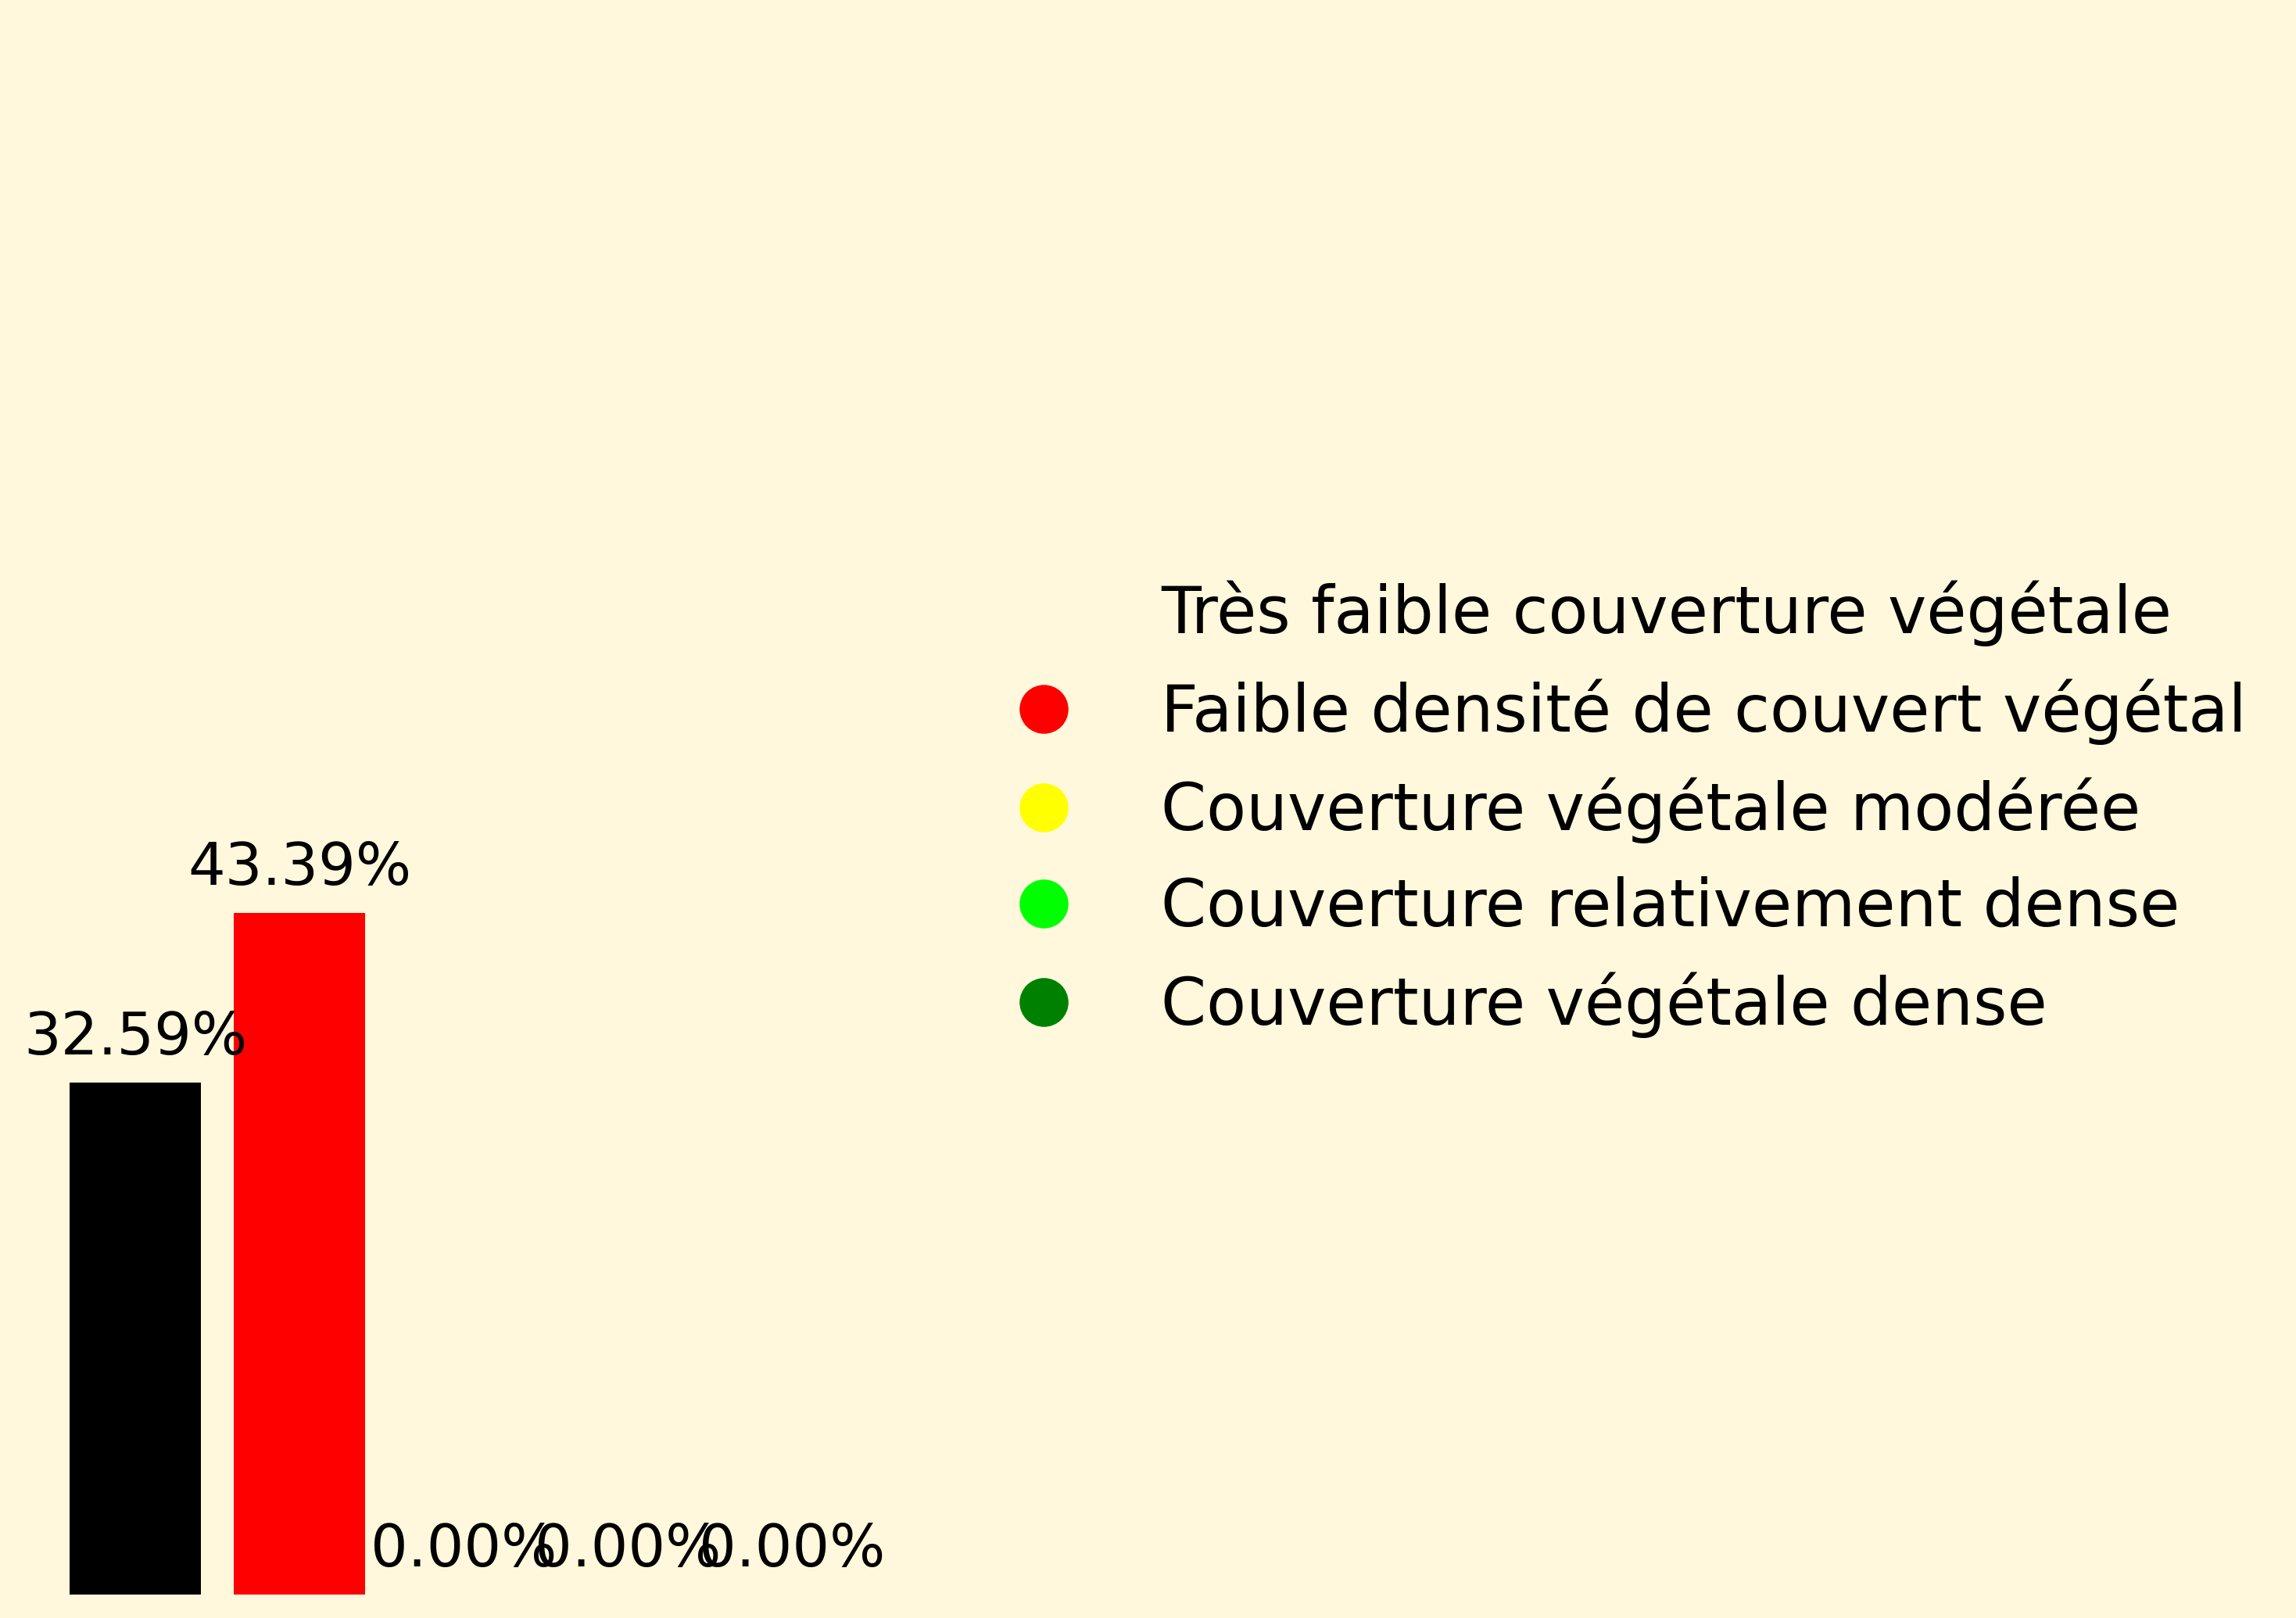 Très faible couverture végétale
Faible densité de couvert végétal
Couverture végétale modérée
Couverture relativement dense
Couverture végétale dense
43.39%
32.59%
0.00% 0.00% 0.00%